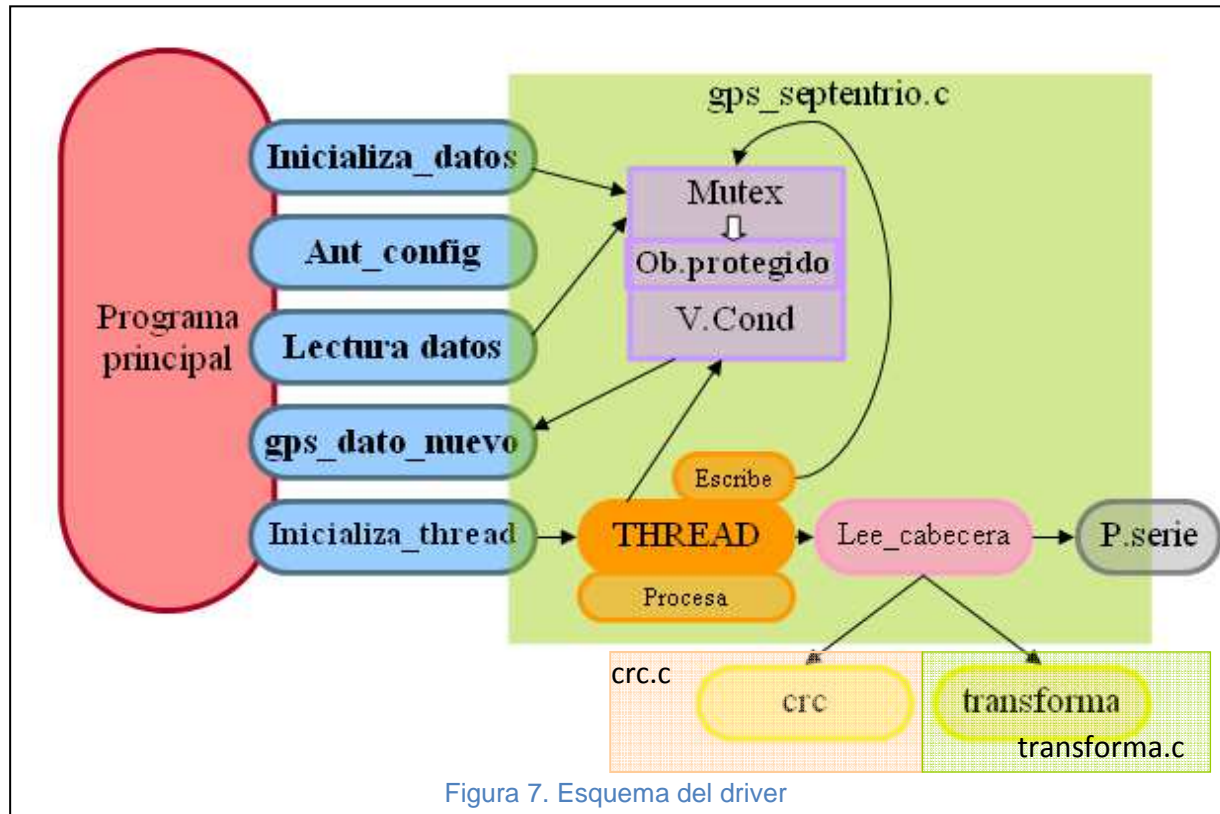 gps_septentrio.c
Inicializa_datos
Mutex
Ant_config
Ob.protegido
Programa
principal
V.Cond
Lectura datos
gps_dato_nuevo
Escribe
Inicializa_thread
THREAD
Lee_cabecera
P.serie
Procesa
crc.c
crc
transforma
transforma.c
Figura 7. Esquema del driver